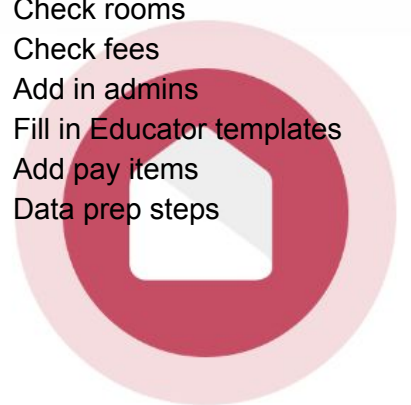 Check rooms
Check fees
Add in admins
Fill in Educator templates
Add pay items
Data prep steps